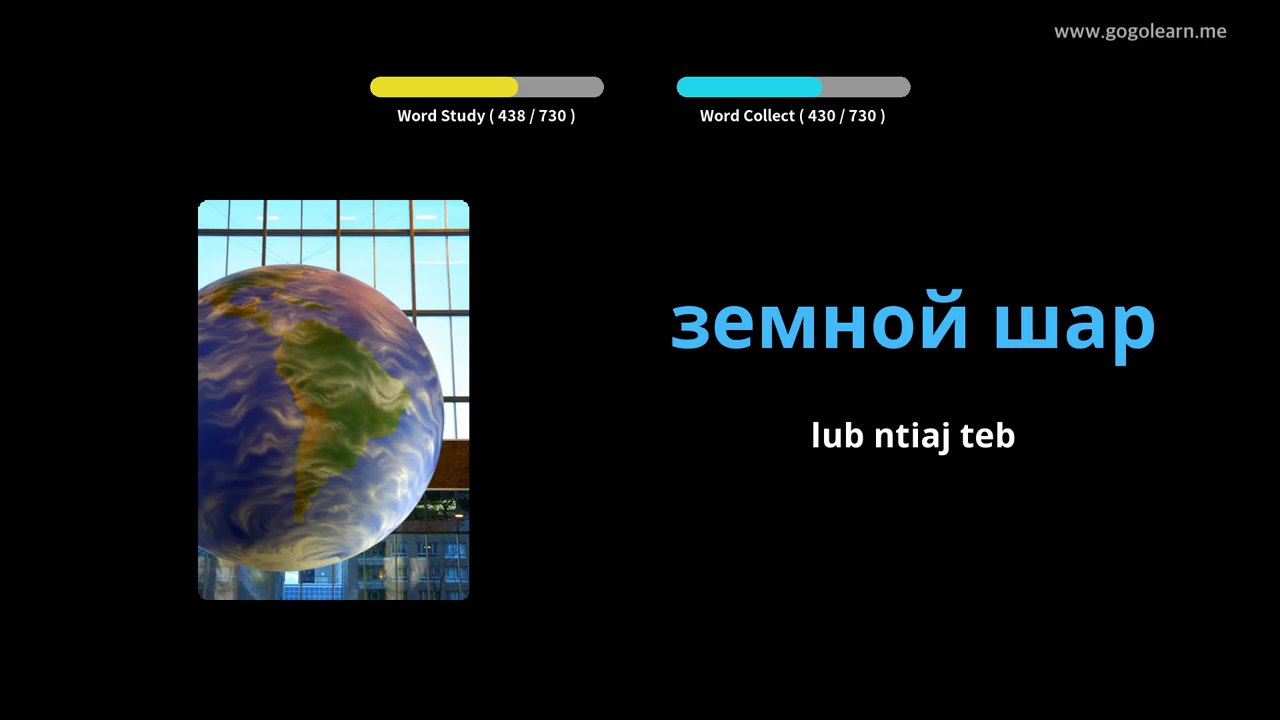 www.gogolearn.me
Word Study ( 438 / 730 )
Word Collect ( 430 / 730 )
земной шар
lub ntiaj teb